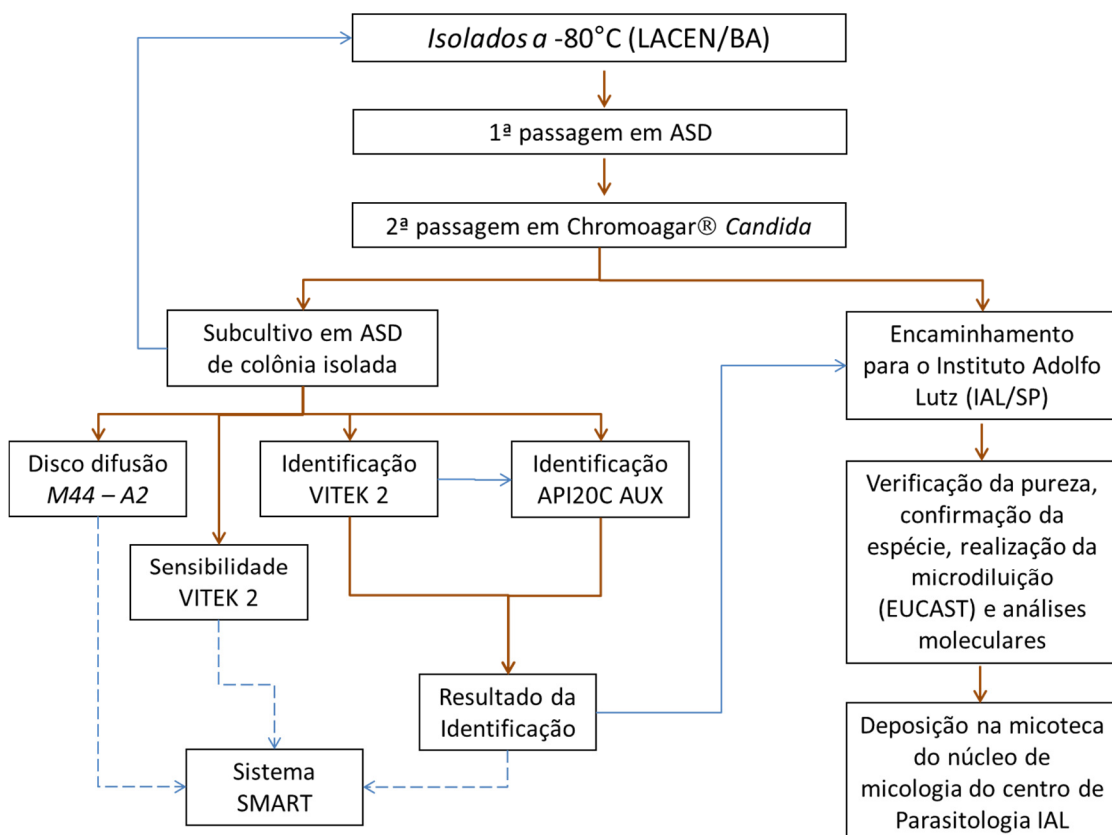 Isolados a -80°C (LACEN/BA)
1ª passagem em ASD
2ª passagem em Chromoagar® Candida
Subcultivo em ASD
de colônia isolada
Encaminhamento
para o Instituto Adolfo
Lutz (IAL/SP)
Disco difusão
M44 – A2
Identificação
VITEK 2
Identificação
API20C AUX
Sensibilidade
VITEK 2
Verificação da pureza,
confirmação da
espécie, realização da
microdiluição
(EUCAST) e análises
moleculares
Resultado da
Identificação
Sistema
SMART
Deposição na micoteca
do núcleo de
micologia do centro de
Parasitologia IAL